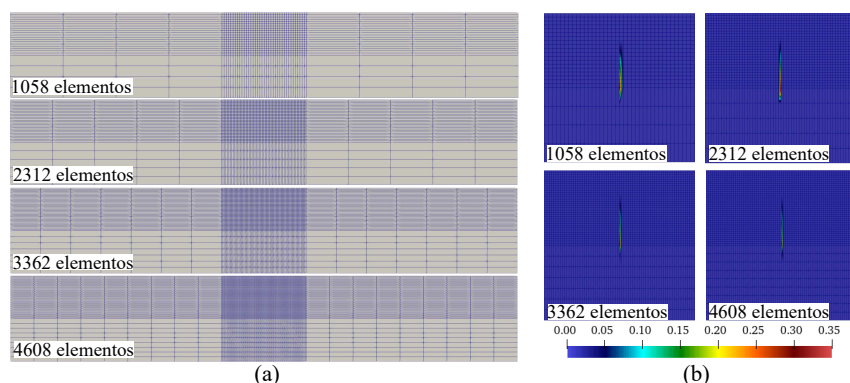 1058 elementos
2312 elementos
3362 elementos
4608 elementos
(a)
1058 elementos
2312 elementos
3362 elementos
4608 elementos
0.00 0.05 0.10 0.15 0.20 0.25 0.30 0.35
(b)